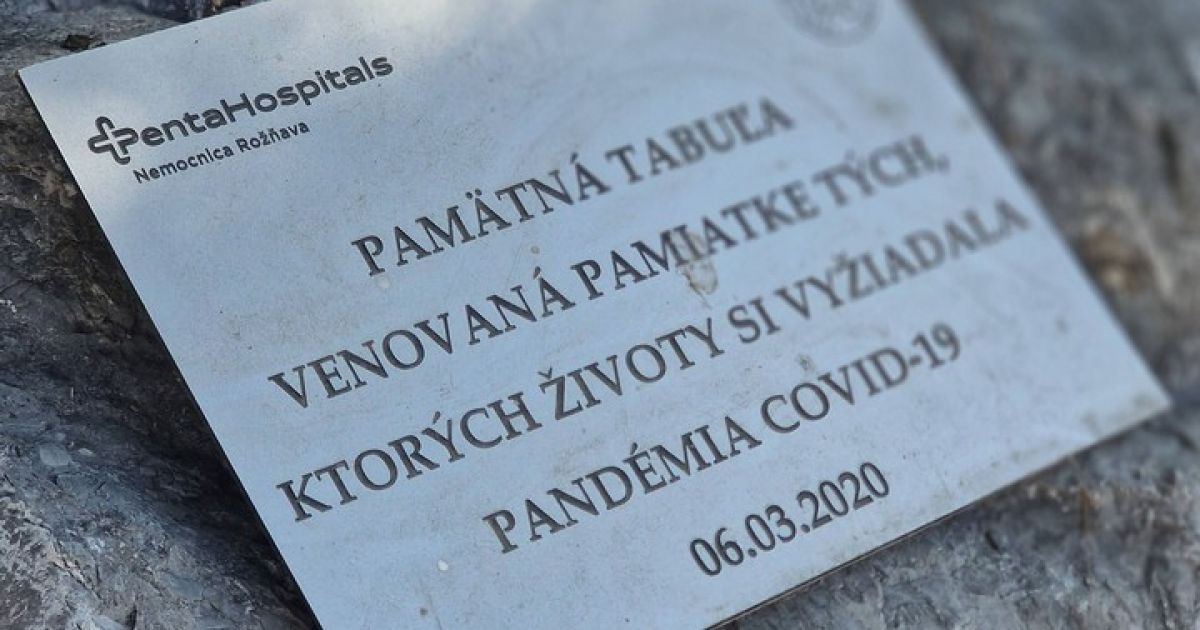 PentaHospitals
Nemocnica Rožňava
PAMÄTNÁ TABUĽA
VENOVANÁ PAMIATKE TÝCH,
KTORÝCH ŽIVOTY SI VYŽIADALA
PANDÉMIA COVID-19
06.03.2020